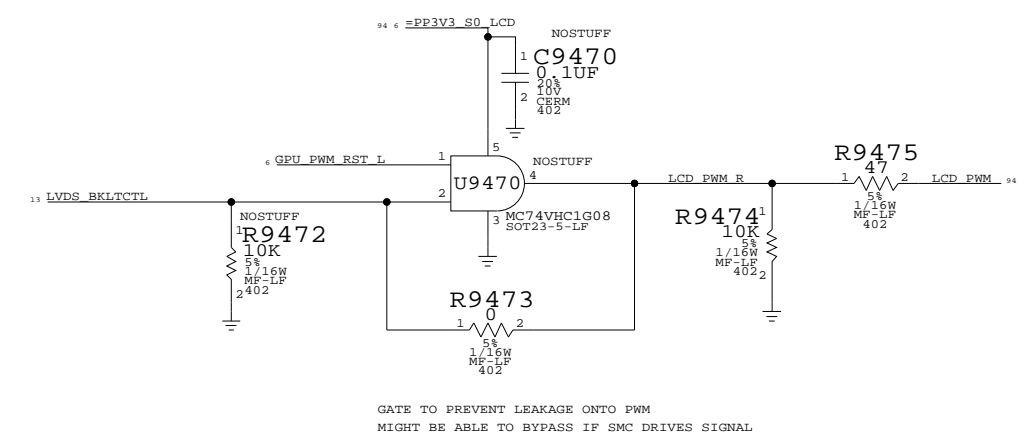 94 6 =PP3V3_S0_LCD
NOSTUFF
1 C9470
0.1UF
20%
2 10V
CERM
402
6 GPU_PWM_RST_L 1
5
NOSTUFF
4
U9470
2
3 MC74VHC1G08
SOT23-5-LF
13 LVDS_BKLTCTL
NOSTUFF
1 R9472
10K
5%
1/16W
MF-LF
2 402
R9473
1 0 2
5%
1/16W
MF-LF
402
LCD_PWM_R
R9474 1
10K
5%
1/16W
MF-LF
402 2
R9475
1 47 2
5%
1/16W
MF-LF
402
LCD_PWM 94
GATE TO PREVENT LEAKAGE ONTO PWM
MIGHT BE ABLE TO BYPASS IF SMC DRIVES SIGNAL